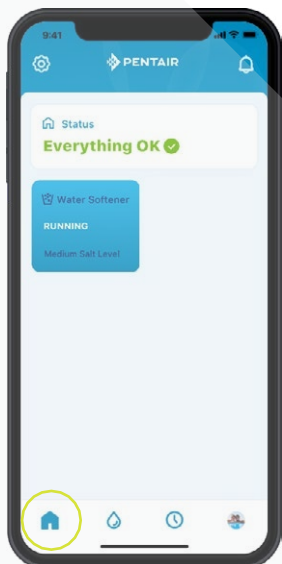 9:41
PENTAIR
Status
Everything OK
Water Softener
RUNNING
Medium Salt Level